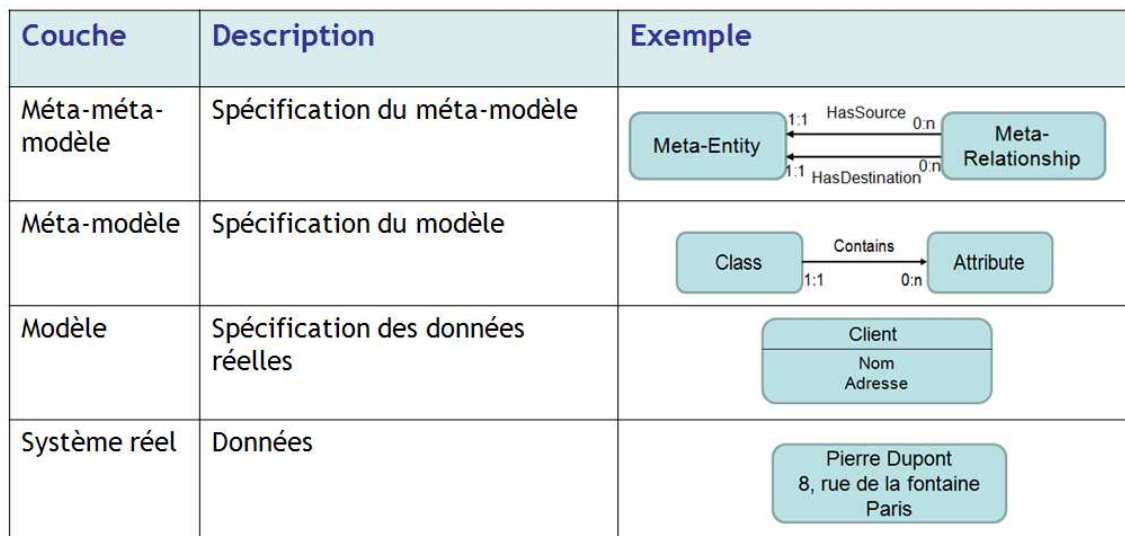 Couche
Description
Exemple
Méta-méta-
modèle
Spécification du méta-modèle
Meta-Entity
1:1
HasSource
0:n
1:1
HasDestination
0:n
Meta-
Relationship
Méta-modèle
Spécification du modèle
Class
Contains
1:1
0:n
Attribute
Modèle
Spécification des données
réelles
Client
Nom
Adresse
Système réel
Données
Pierre Dupont
8, rue de la fontaine
Paris